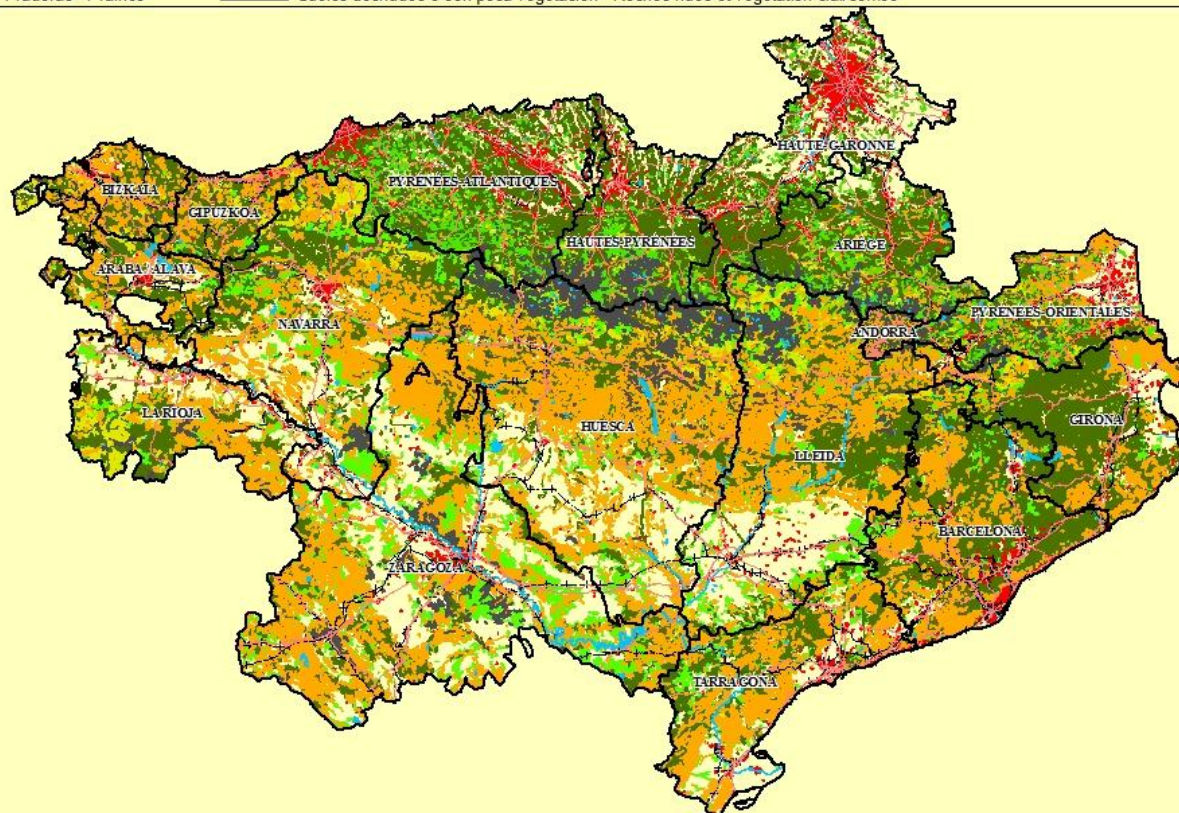 BIZKAIA
GIPUZKOA
PYRENEES-ATLANTIQUES
HAUTE-GARONNE
HAUTES-PYRENEES
ARIEGE
ARABA / ALAVA
NAVARRA
ANDORRA
PYRENEES-ORIENTALES
LA RIOJA
HUESCA
GIRONA
LLEIDA
BARCELONA
ZARAGOZA
TARRAGONA